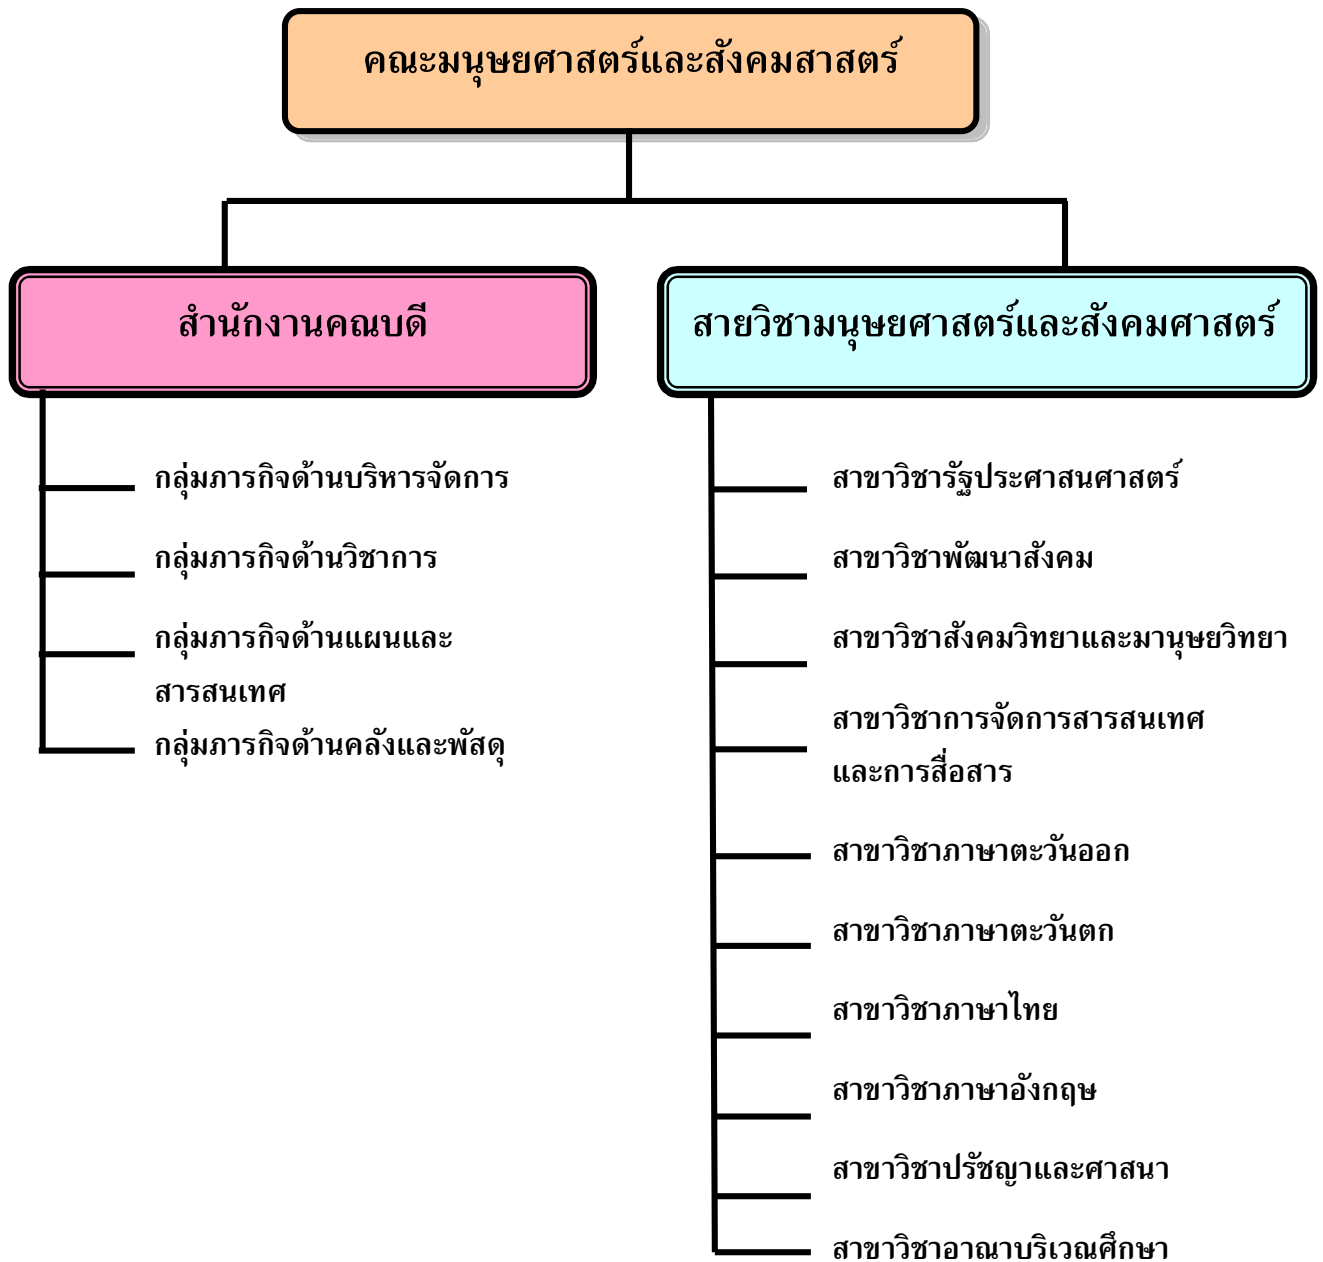 คณะมนุษยศาสตร์และสังคมสาสตร์
สำนักงานคณบดี
กลุ่มภารกิจด้านบริหารจัดการ
กลุ่มภารกิจด้านวิชาการ
กลุ่มภารกิจด้านแผนและ
สารสนเทศ
กลุ่มภารกิจด้านคลังและพัสดุ
สายวิชามนุษยศาสตร์และสังคมศาสตร์
สาขาวิชารัฐประศาสนศาสตร์
สาขาวิชาพัฒนาสังคม
สาขาวิชาสังคมวิทยาและมานุษยวิทยา
สาขาวิชาการจัดการสารสนเทศ
และการสื่อสาร
สาขาวิชาภาษาตะวันออก
สาขาวิชาภาษาตะวันตก
สาขาวิชาภาษาไทย
สาขาวิชาภาษาอังกฤษ
สาขาวิชาปรัชญาและศาสนา
สาขาวิชาอาณาบริเวณศึกษา